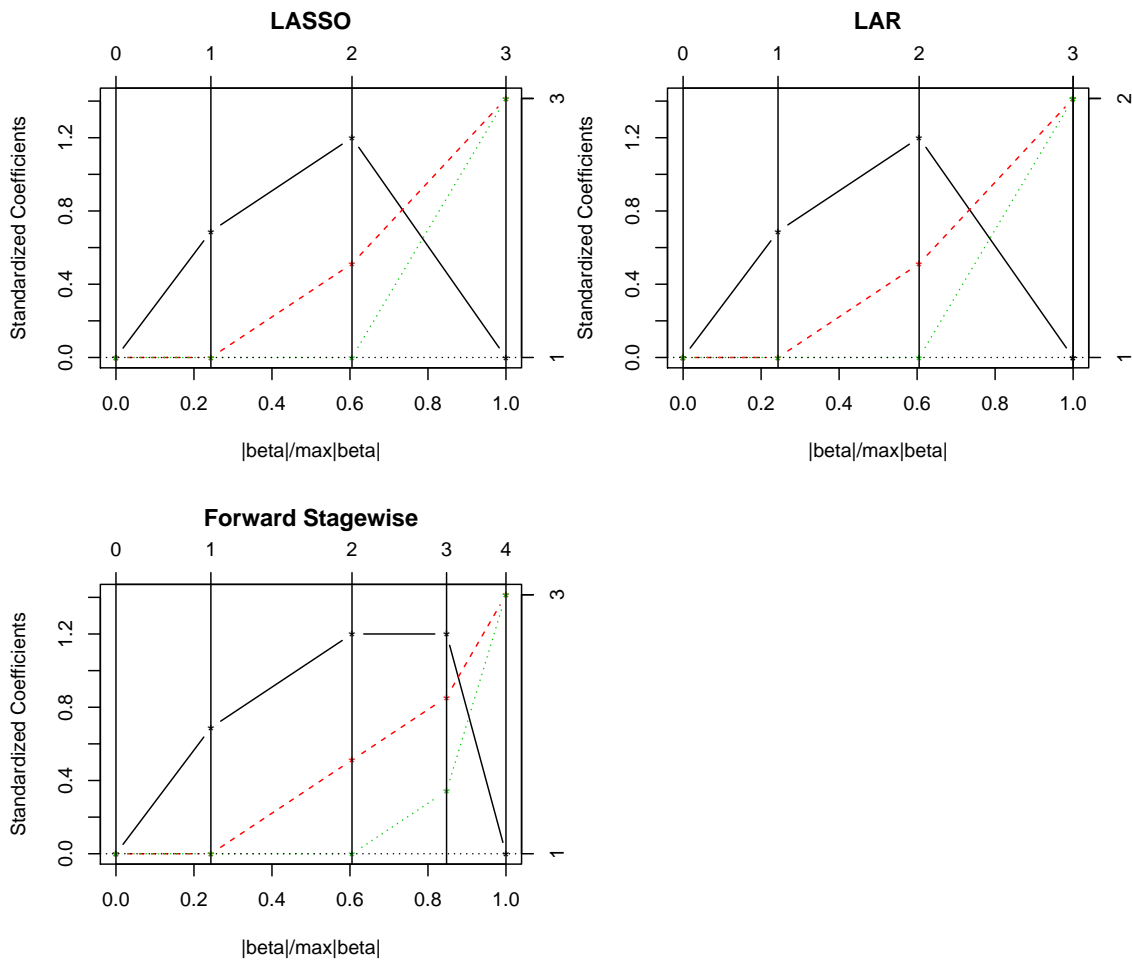 LASSO
0 1 2 3
Standardized Coefficients
0.0 0.4 0.8 1.2
1 3
0.0 0.2 0.4 0.6 0.8 1.0
|beta|/max|beta|
LAR
0 1 2 3
Standardized Coefficients
0.0 0.4 0.8 1.2
1 2
0.0 0.2 0.4 0.6 0.8 1.0
|beta|/max|beta|
Forward Stagewise
0 1 2 3 4
Standardized Coefficients
0.0 0.4 0.8 1.2
1 3
0.0 0.2 0.4 0.6 0.8 1.0
|beta|/max|beta|